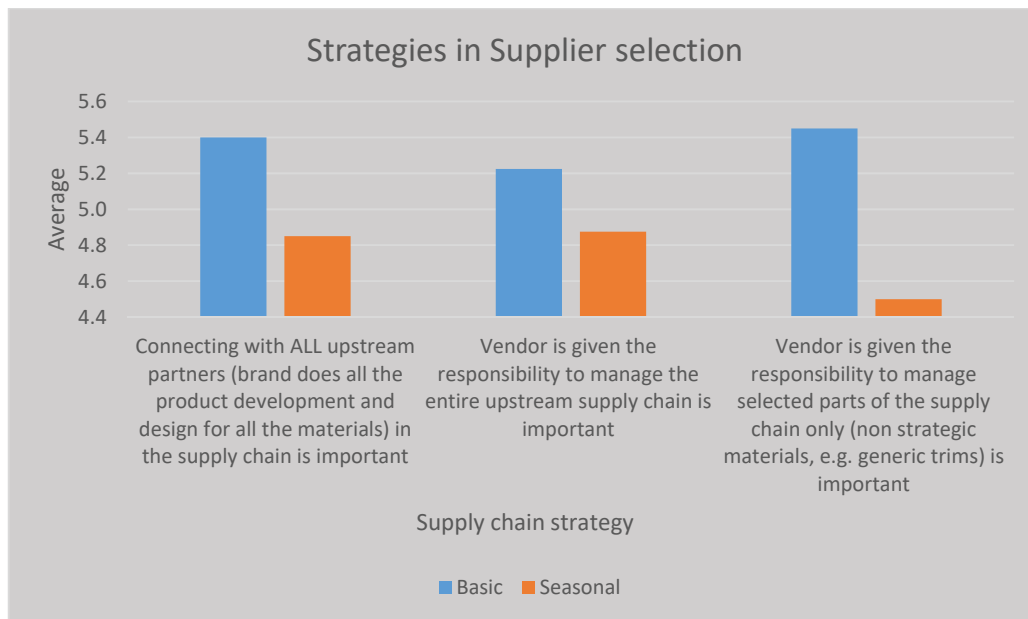 Strategies in Supplier selection
5.6
5.4
5.2
5.0
4.8
4.6
4.4
Average
Connecting with ALL upstream
partners (brand does all the
product development and
design for all the materials) in
the supply chain is important
Vendor is given the
responsibility to manage the
entire upstream supply chain is
important
Vendor is given the
responsibility to manage
selected parts of the supply
chain only (non strategic
materials, e.g. generic trims) is
important
Supply chain strategy
Basic
Seasonal